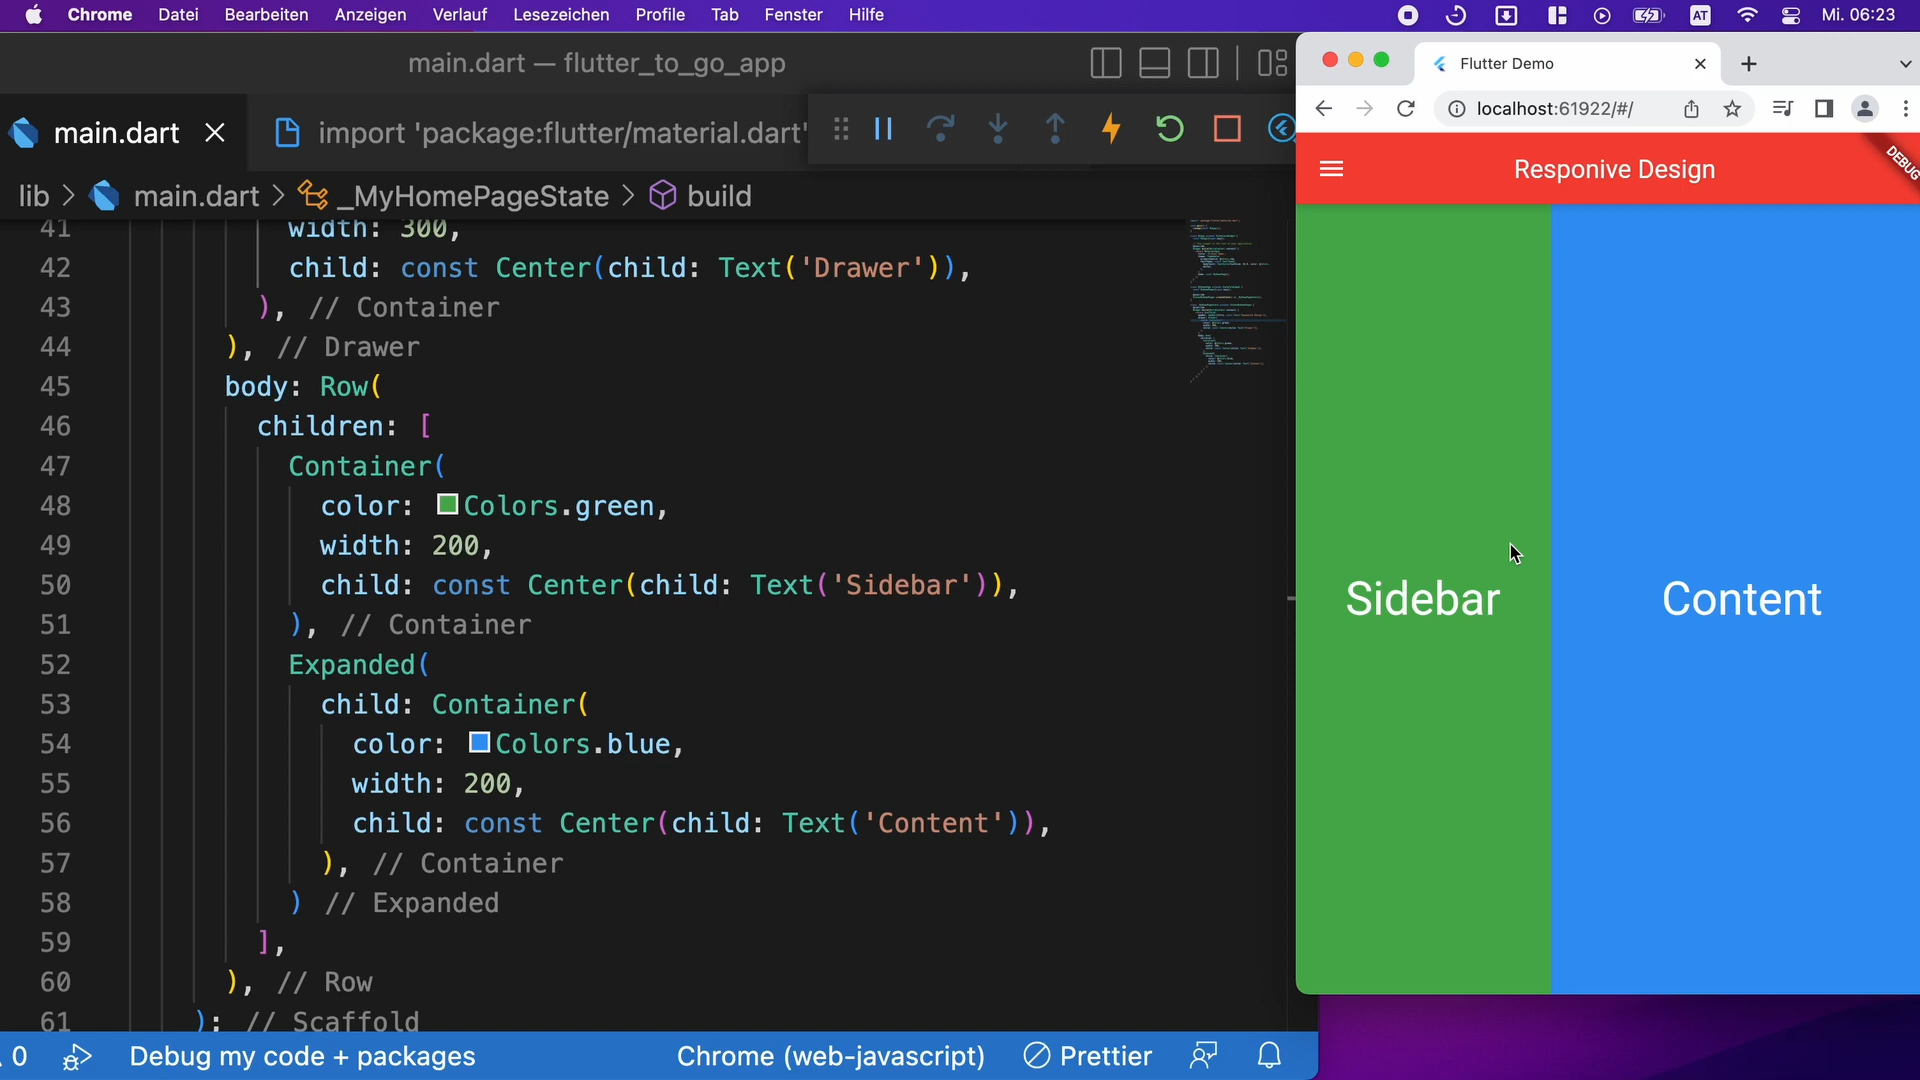 Chrome Datei Bearbeiten Anzeigen Verlauf Lesezeichen Profile Tab Fenster Hilfe AT Mi. 06:23
main.dart — flutter_to_go_app
main.dart import 'package:flutter/material.dart'
lib > main.dart > _MyHomePageState > build
41 width: 300,
42 child: const Center(child: Text('Drawer')),
43 ), // Container
44 ), // Drawer
45 body: Row(
46 children: [
47 Container(
48 color: Colors.green,
49 width: 200,
50 child: const Center(child: Text('Sidebar')),
51 ), // Container
52 Expanded(
53 child: Container(
54 color: Colors.blue,
55 width: 200,
56 child: const Center(child: Text('Content')),
57 ), // Container
58 ) // Expanded
59 ],
60 ), // Row
61 ); // Scaffold
0 Debug my code + packages Chrome (web-javascript) Prettier
Flutter Demo
localhost:61922/#/
Responive Design
DEBUG
Sidebar
Content